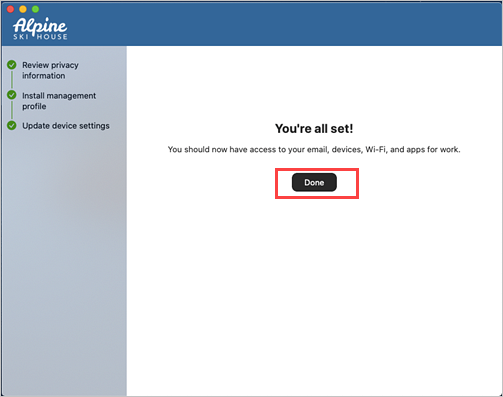 Alpine
SKI HOUSE
Review privacy
information
Install management
profile
Update device settings
You're all set!
You should now have access to your email, devices, Wi-Fi, and apps for work.
Done